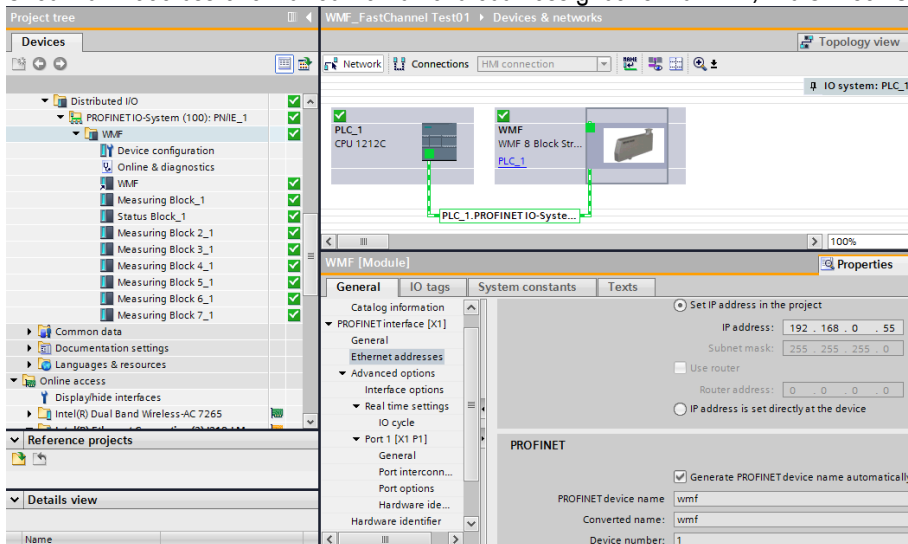 Project tree
Devices
Distributed I/O
PROFINET IO-System (100): PN/IE_1
WMF
Device configuration
Online & diagnostics
WMF
Measuring Block_1
Status Block_1
Measuring Block 2_1
Measuring Block 3_1
Measuring Block 4_1
Measuring Block 5_1
Measuring Block 6_1
Measuring Block 7_1
Common data
Documentation settings
Languages & resources
Online access
Display/hide interfaces
Intel(R) Dual Band Wireless-AC 7265
Reference projects
Details view
Name
WMF_FastChannel Test01 ▸ Devices & networks
Topology view
Network
Connections
HMI connection
IO system: PLC_1
PLC_1
CPU 1212C
WMF
WMF 8 Block Str...
PLC_1
PLC_1.PROFINET IO-Syste...
100%
WMF [Module]
Properties
General
IO tags
System constants
Texts
Catalog information
PROFINET interface [X1]
General
Ethernet addresses
Advanced options
Interface options
Real time settings
IO cycle
Port 1 [X1 P1]
General
Port interconn...
Port options
Hardware ide...
Hardware identifier
Set IP address in the project
IP address: 192 . 168 . 0 . 55
Subnet mask: 255 . 255 . 255 . 0
Use router
Router address: 0 . 0 . 0 . 0
IP address is set directly at the device
PROFINET
Generate PROFINET device name automatically
PROFINET device name wmf
Converted name: wmf
Device number: 1